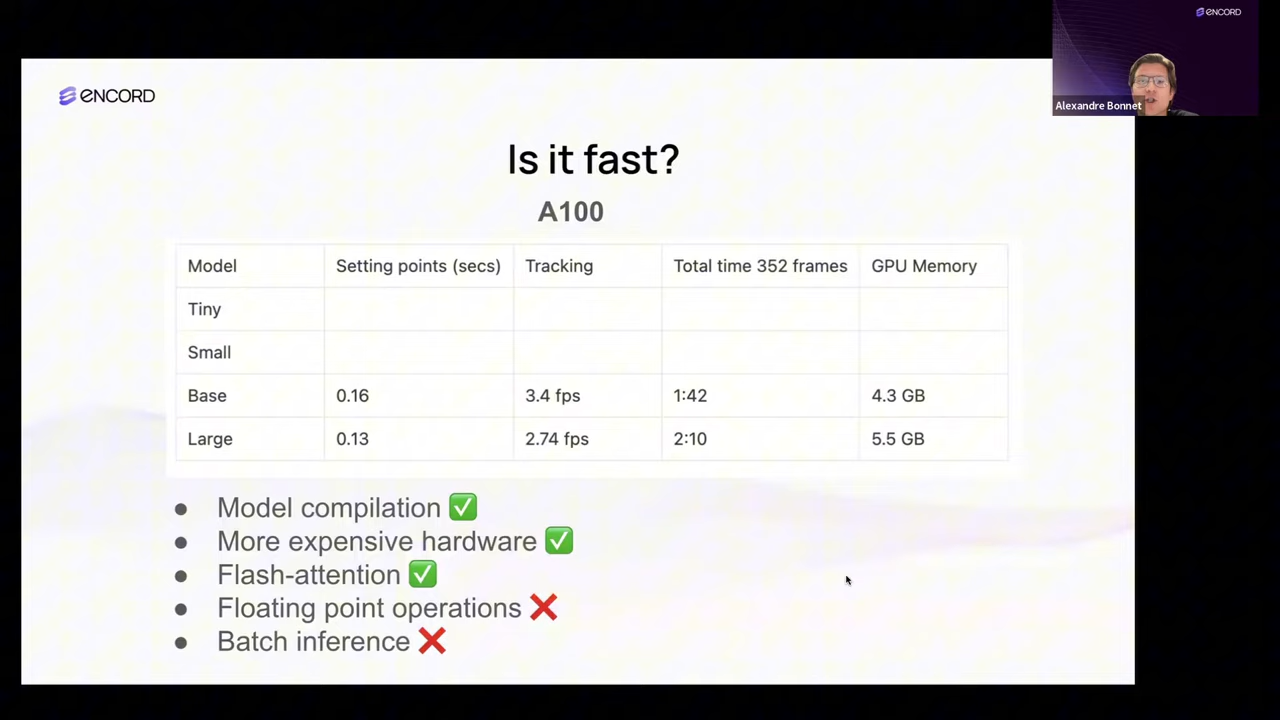 ENCORD
Alexandre Bonnet
ENCORD
Is it fast?
A100
Model Setting points (secs) Tracking Total time 352 frames GPU Memory
Tiny
Small
Base 0.16 3.4 fps 1:42 4.3 GB
Large 0.13 2.74 fps 2:10 5.5 GB
• Model compilation ✅
• More expensive hardware ✅
• Flash-attention ✅
• Floating point operations ❌
• Batch inference ❌